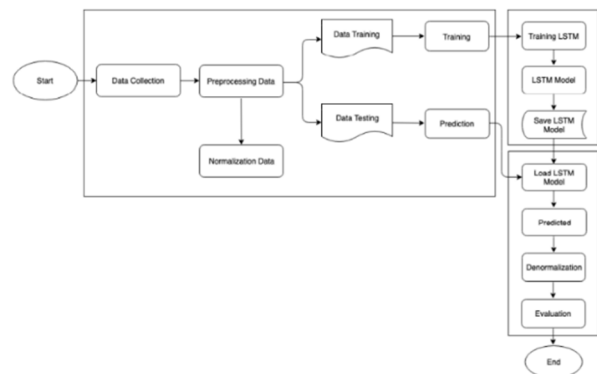 Start
Data Collection
Preprocessing Data
Normalization Data
Data Training
Training
Data Testing
Prediction
Training LSTM
LSTM Model
Save LSTM
Model
Load LSTM
Model
Predicted
Denormalization
Evaluation
End